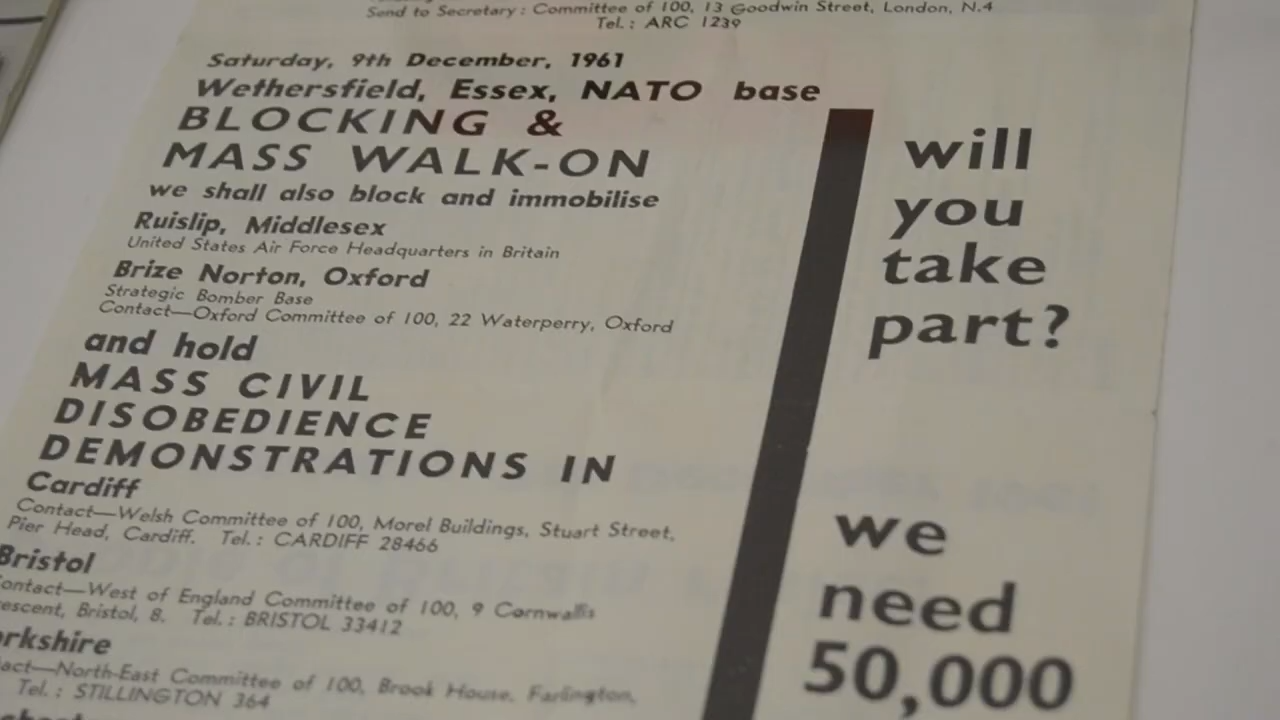 Send to Secretary: Committee of 100, 13 Goodwin Street, London, N.4
Tel.: ARC 1239
Saturday, 9th December, 1961
Wethersfield, Essex, NATO base
BLOCKING &
MASS WALK-ON
we shall also block and immobilise
Ruislip, Middlesex
United States Air Force Headquarters in Britain
Brize Norton, Oxford
Strategic Bomber Base
Contact—Oxford Committee of 100, 22 Waterperry, Oxford
and hold
MASS CIVIL
DISOBEDIENCE
DEMONSTRATIONS IN
Cardiff
Contact—Welsh Committee of 100, Morel Buildings, Stuart Street,
Pier Head, Cardiff. Tel.: CARDIFF 28466
Bristol
ontact—West of England Committee of 100, 9 Cornwallis
escent, Bristol, 8. Tel.: BRISTOL 33412
rkshire
act—North-East Committee of 100, Brook House, Farlington,
Tel.: STILLINGTON 364
will
you
take
part?
we
need
50,000